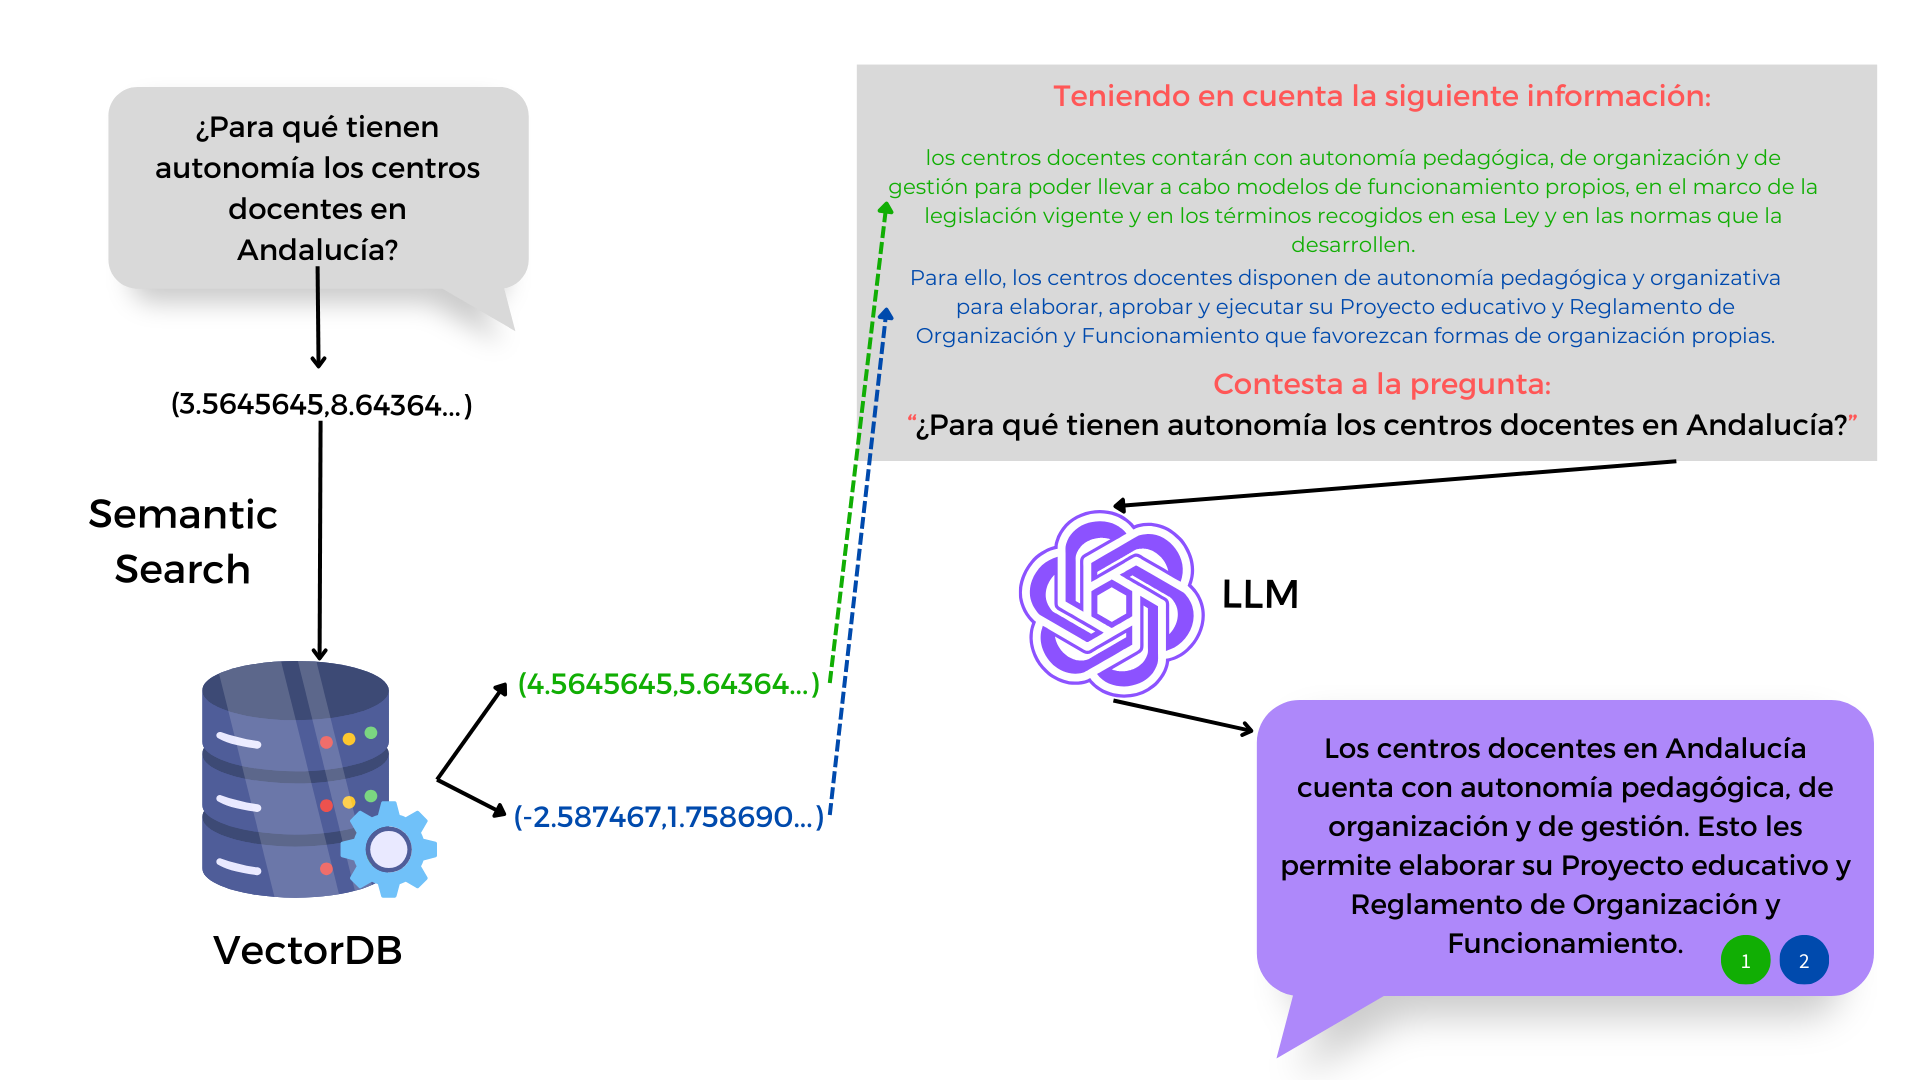 ¿Para qué tienen
autonomía los centros
docentes en
Andalucía?
(3.5645645,8.64364...)
Semantic
Search
VectorDB
(4.5645645,5.64364...)
(-2.587467,1.758690...)
Teniendo en cuenta la siguiente información:
los centros docentes contarán con autonomía pedagógica, de organización y de
gestión para poder llevar a cabo modelos de funcionamiento propios, en el marco de la
legislación vigente y en los términos recogidos en esa Ley y en las normas que la
desarrollen.
Para ello, los centros docentes disponen de autonomía pedagógica y organizativa
para elaborar, aprobar y ejecutar su Proyecto educativo y Reglamento de
Organización y Funcionamiento que favorezcan formas de organización propias.
Contesta a la pregunta:
“¿Para qué tienen autonomía los centros docentes en Andalucía?”
LLM
Los centros docentes en Andalucía
cuenta con autonomía pedagógica, de
organización y de gestión. Esto les
permite elaborar su Proyecto educativo y
Reglamento de Organización y
Funcionamiento.
1 2